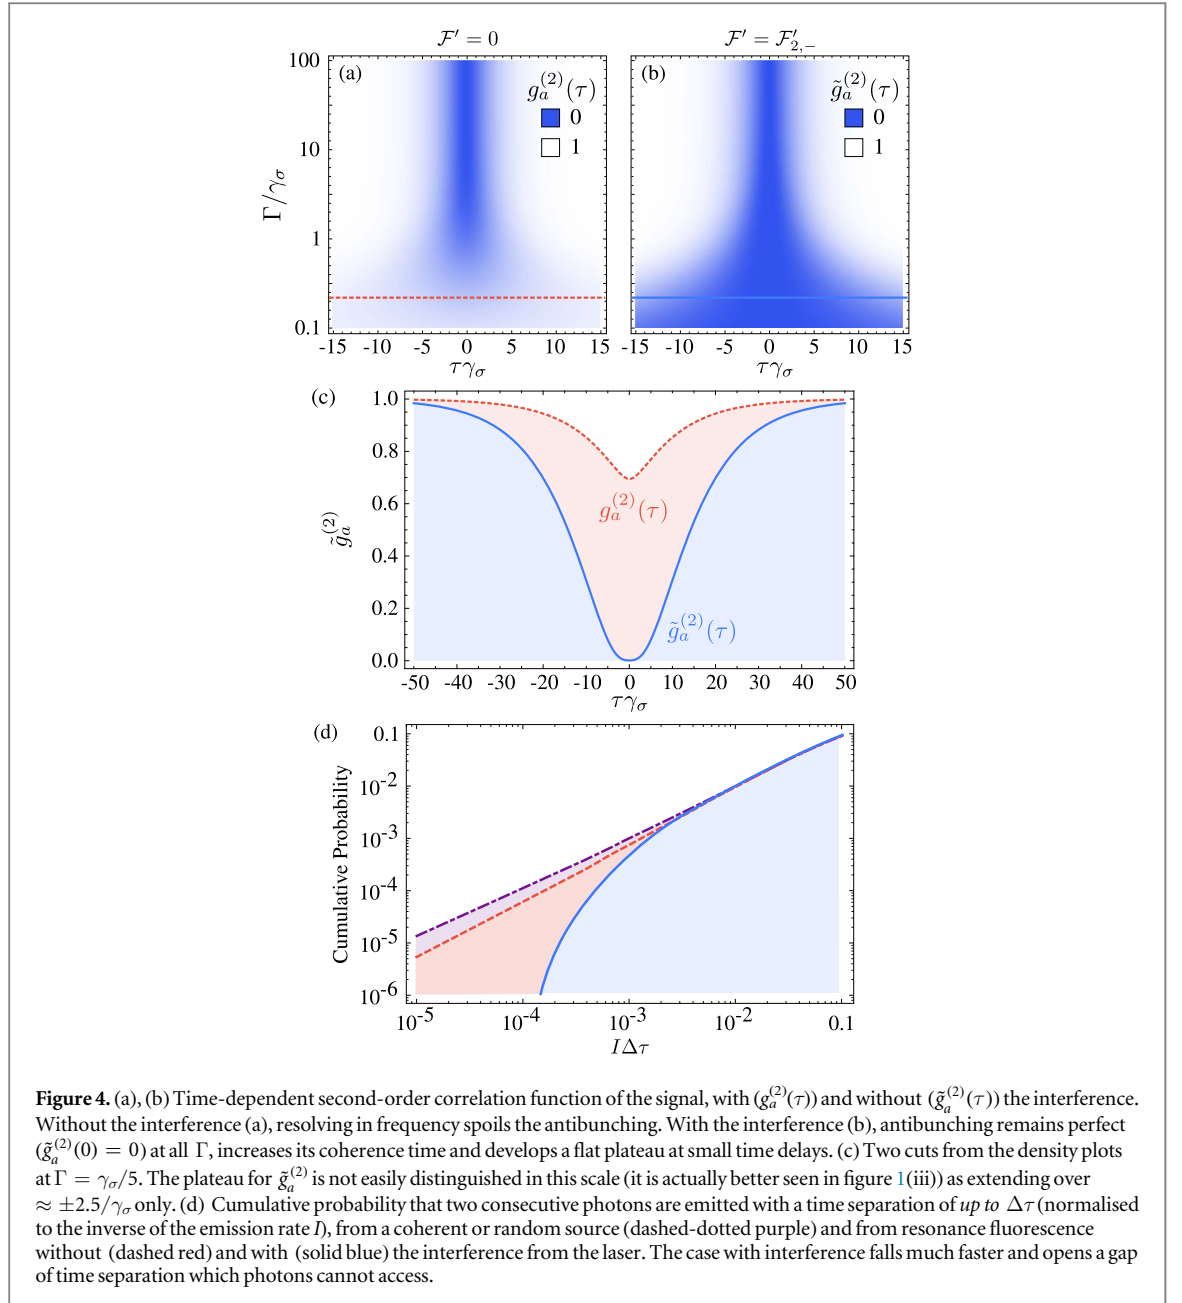 𝓕′ = 0
𝓕′ = 𝓕′₂,₋
(a)
g_a^(2)(τ)
0
1
(b)
g̃_a^(2)(τ)
0
1
100
10
1
0.1
Γ/γ_σ
-15 -10 -5 0 5 10 15
-15 -10 -5 0 5 10 15
τγ_σ
τγ_σ
(c)
1.0
0.8
0.6
0.4
0.2
0.0
g̃_a^(2)
g_a^(2)(τ)
g̃_a^(2)(τ)
-50 -40 -30 -20 -10 0 10 20 30 40 50
τγ_σ
(d)
0.1
10^-2
10^-3
10^-4
10^-5
10^-6
Cumulative Probability
10^-5 10^-4 10^-3 10^-2 0.1
IΔτ
Figure 4. (a), (b) Time-dependent second-order correlation function of the signal, with (g_a^(2)(τ)) and without (g̃_a^(2)(τ)) the interference.
Without the interference (a), resolving in frequency spoils the antibunching. With the interference (b), antibunching remains perfect
(g̃_a^(2)(0) = 0) at all Γ, increases its coherence time and develops a flat plateau at small time delays. (c) Two cuts from the density plots
at Γ = γ_σ/5. The plateau for g̃_a^(2) is not easily distinguished in this scale (it is actually better seen in figure 1(iii)) as extending over
≈ ±2.5/γ_σ only. (d) Cumulative probability that two consecutive photons are emitted with a time separation of up to Δτ (normalised
to the inverse of the emission rate I), from a coherent or random source (dashed-dotted purple) and from resonance fluorescence
without (dashed red) and with (solid blue) the interference from the laser. The case with interference falls much faster and opens a gap
of time separation which photons cannot access.